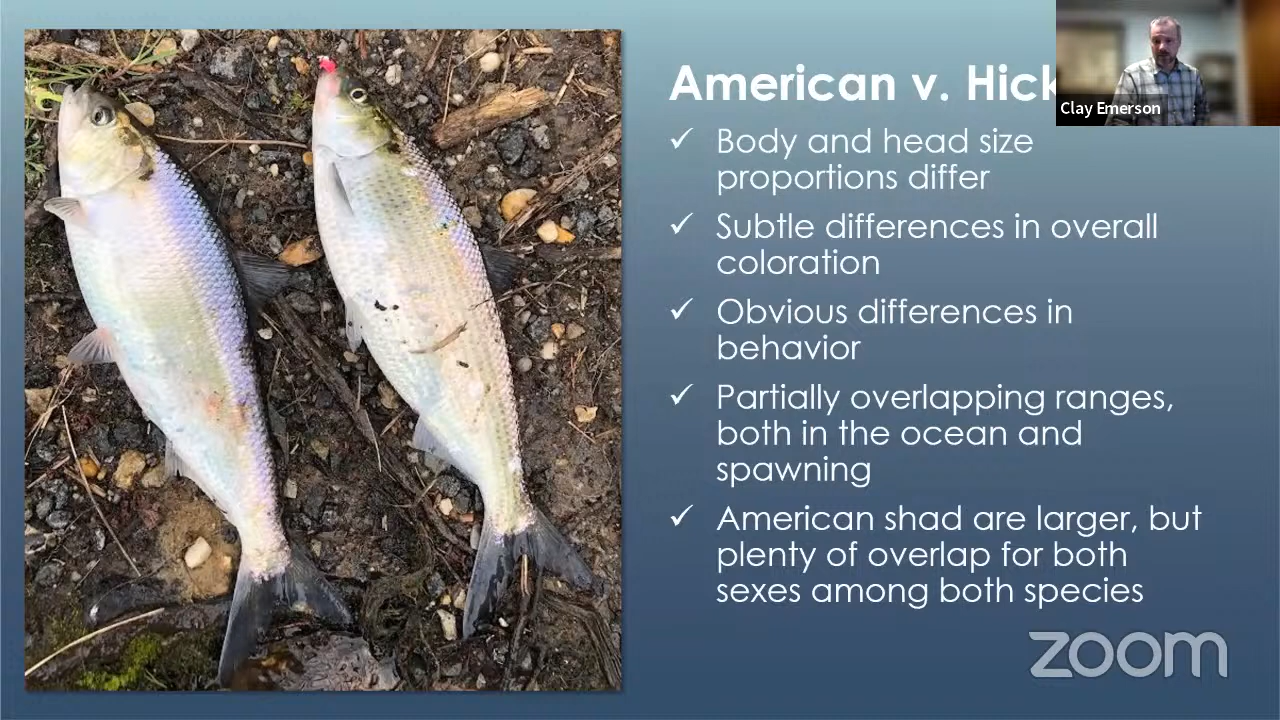 American v. Hick
Clay Emerson
✓ Body and head size
proportions differ
✓ Subtle differences in overall
coloration
✓ Obvious differences in
behavior
✓ Partially overlapping ranges,
both in the ocean and
spawning
✓ American shad are larger, but
plenty of overlap for both
sexes among both species
zoom